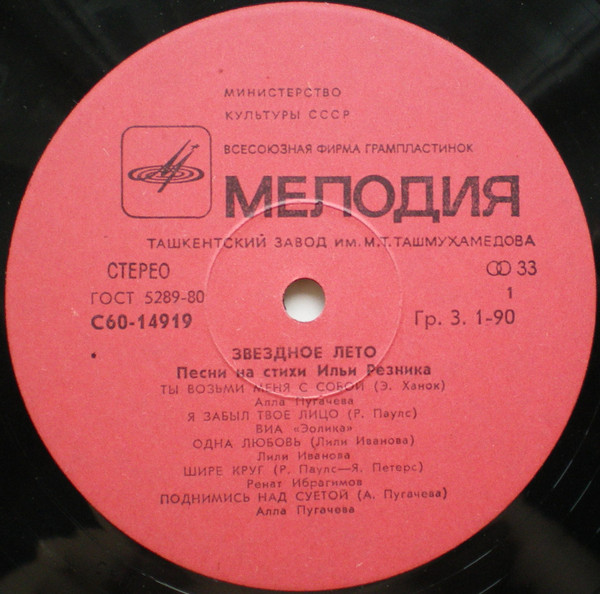 МИНИСТЕРСТВО
КУЛЬТУРЫ СССР
ВСЕСОЮЗНАЯ ФИРМА ГРАМПЛАСТИНОК
МЕЛОДИЯ
ТАШКЕНТСКИЙ ЗАВОД ИМ. М.Т. ТАШМУХАМЕДОВА
СТЕРЕО 33
ГОСТ 5289-80 1
С60-14919 Гр. 3. 1-90
ЗВЕЗДНОЕ ЛЕТО
Песни на стихи Ильи Резника
ТЫ ВОЗЬМИ МЕНЯ С СОБОЙ (Э. Ханок)
Алла Пугачева
Я ЗАБЫЛ ТВОЕ ЛИЦО (Р. Паулс)
ВИА «Эолика»
ОДНА ЛЮБОВЬ (Лили Иванова)
Лили Иванова
ШИРЕ КРУГ (Р. Паулс—Я. Петерс)
Ренат Ибрагимов
ПОДНИМИСЬ НАД СУЕТОЙ (А. Пугачева)
Алла Пугачева